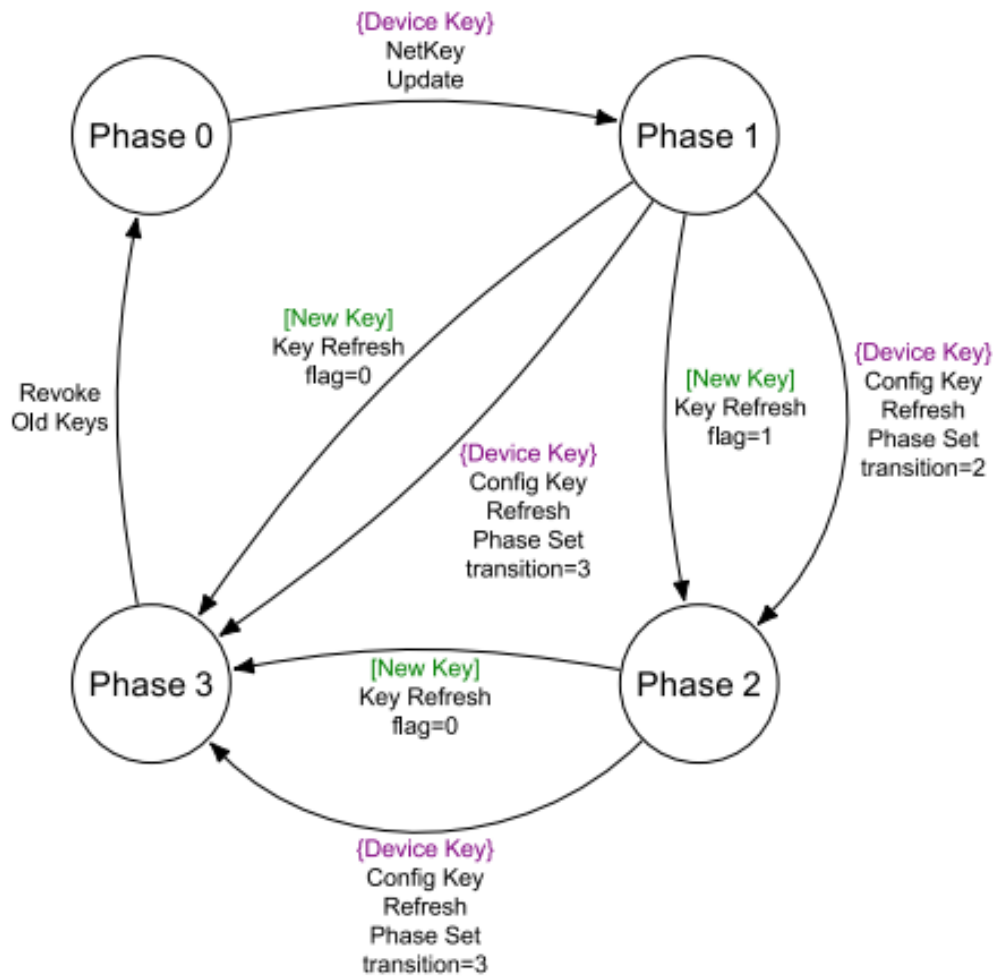 {Device Key}
NetKey
Update
Phase 0
Phase 1
[New Key]
Key Refresh
flag=0
{Device Key}
Config Key
Refresh
Phase Set
transition=2
[New Key]
Key Refresh
flag=1
Revoke
Old Keys
{Device Key}
Config Key
Refresh
Phase Set
transition=3
Phase 3
[New Key]
Key Refresh
flag=0
Phase 2
{Device Key}
Config Key
Refresh
Phase Set
transition=3